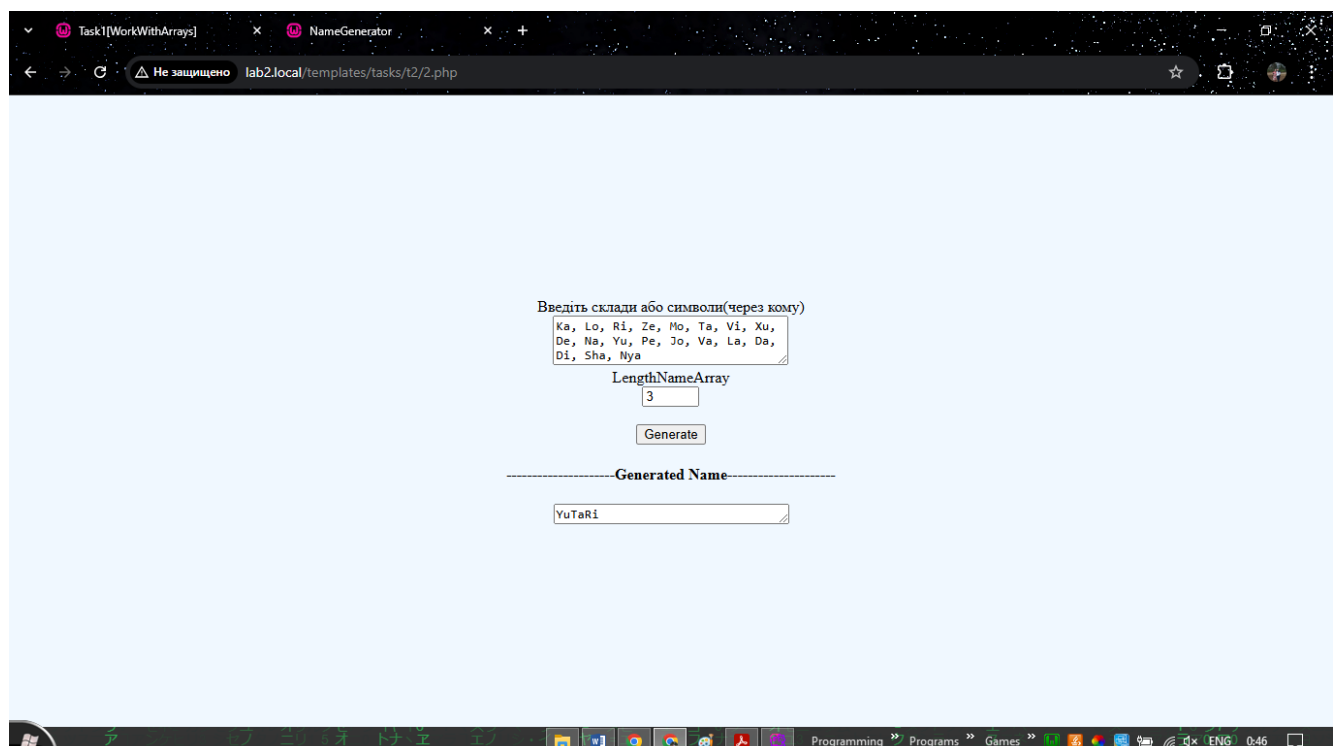 Task1[WorkWithArrays]
NameGenerator
Не защищено lab2.local/templates/tasks/t2/2.php
Введіть склади або символи(через кому)
Ka, Lo, Ri, Ze, Mo, Ta, Vi, Xu,
De, Na, Yu, Pe, Jo, Va, La, Da,
Di, Sha, Nya
LengthNameArray
3
Generate
---------------------Generated Name---------------------
YuTaRi
Programming » Programs » Games » ENG 0:46